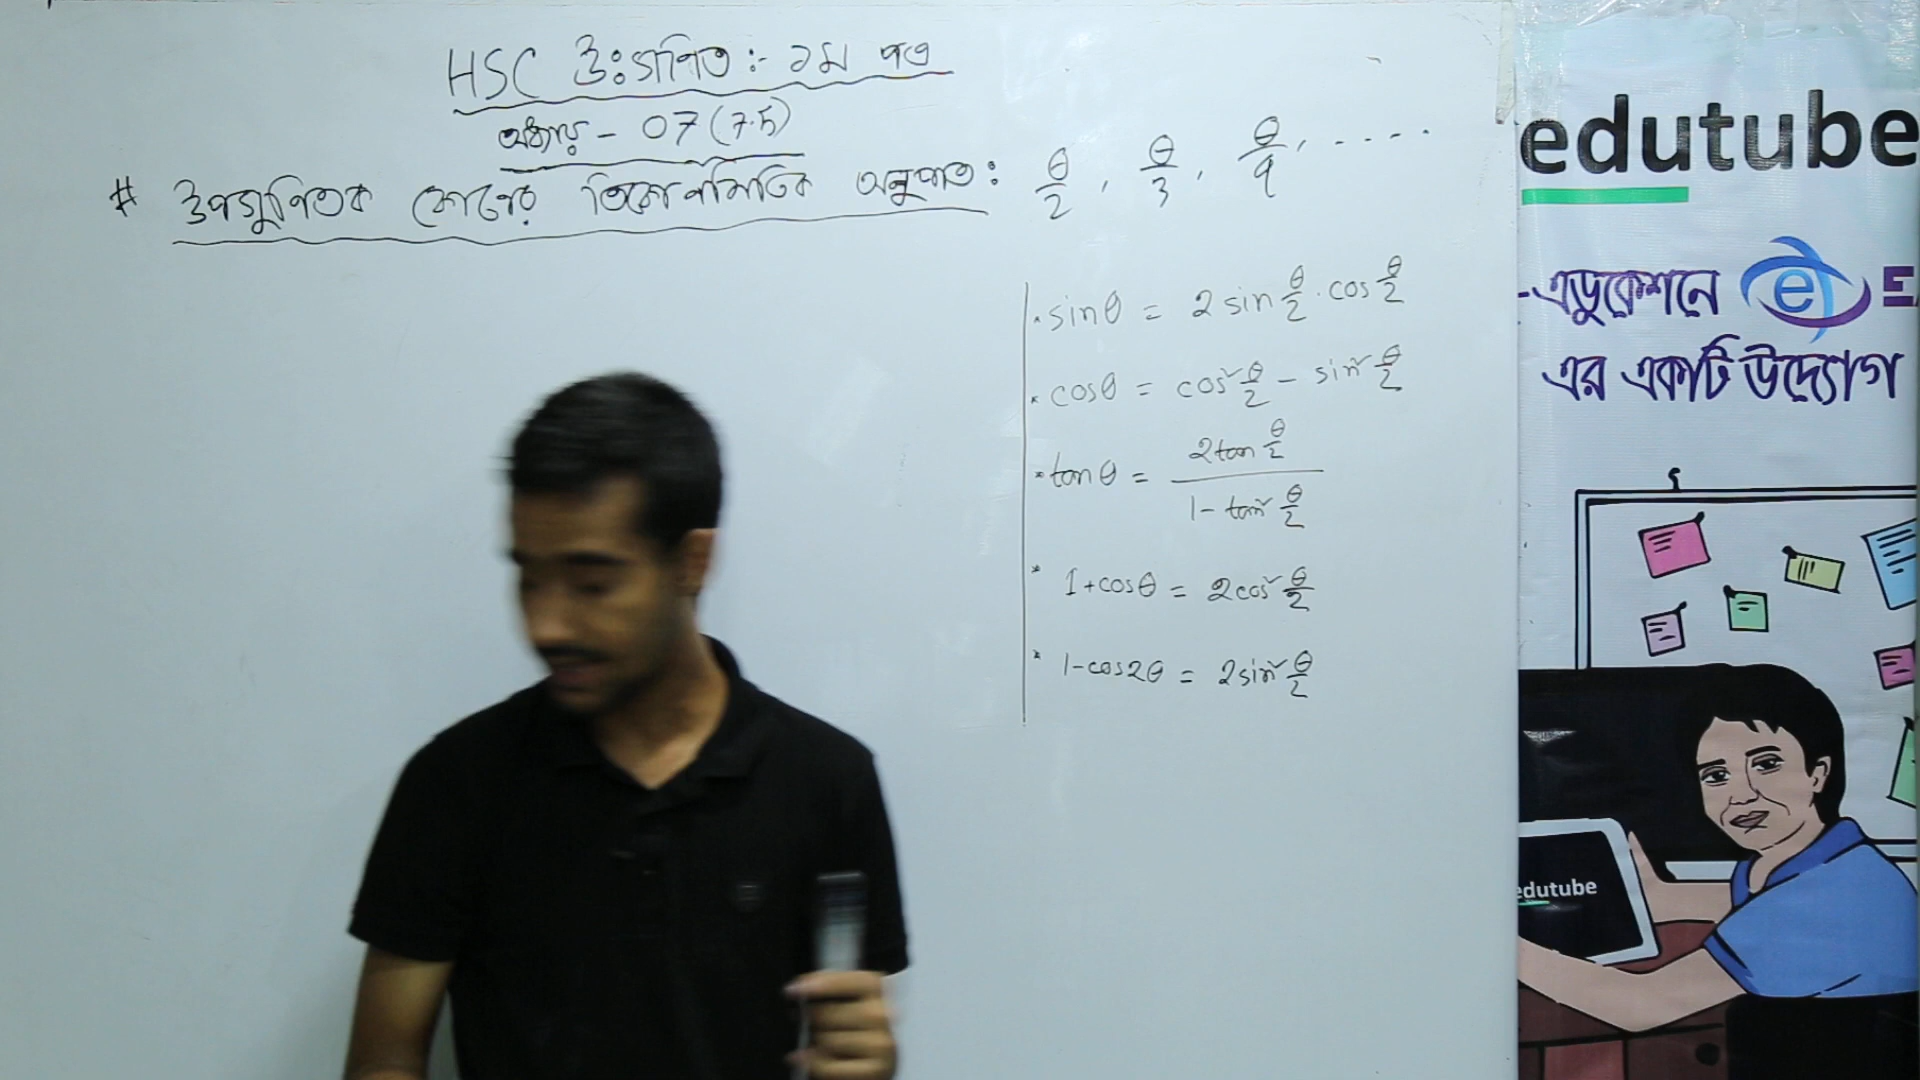 HSC উঃগণিত:- ১ম পত্র
অধ্যায় - 07 (7.5)
# উপগুণিতক কোণের ত্রিকোণমিতিক অনুপাত: θ/2, θ/3, θ/৭, ....
* sinθ = 2 sin θ/2 . cos θ/2
* cosθ = cos² θ/2 - sin² θ/2
* tanθ = 2tan θ/2 / 1 - tan² θ/2
* 1+cosθ = 2cos² θ/2
* 1-cos2θ = 2sin² θ/2
edutube
-এডুকেশনে e E
এর একটি উদ্যোগ
edutube